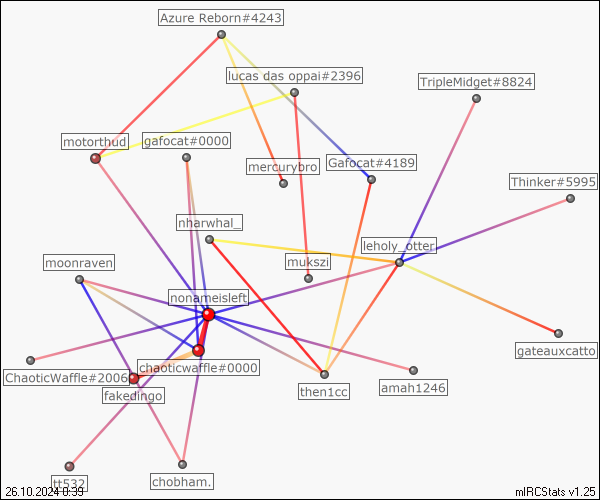 Azure Reborn#4243
lucas das oppai#2396
TripleMidget#8824
motorthud
gafocat#0000
mercurybro
Gafocat#4189
Thinker#5995
nharwhal_
leholy_otter
moonraven
mukszi
nonameisleft
gateauxcatto
chaoticwaffle#0000
ChaoticWaffle#2006
fakedingo
then1cc
amah1246
tt532
chobham.
26.10.2024 0:39
mIRCStats v1.25